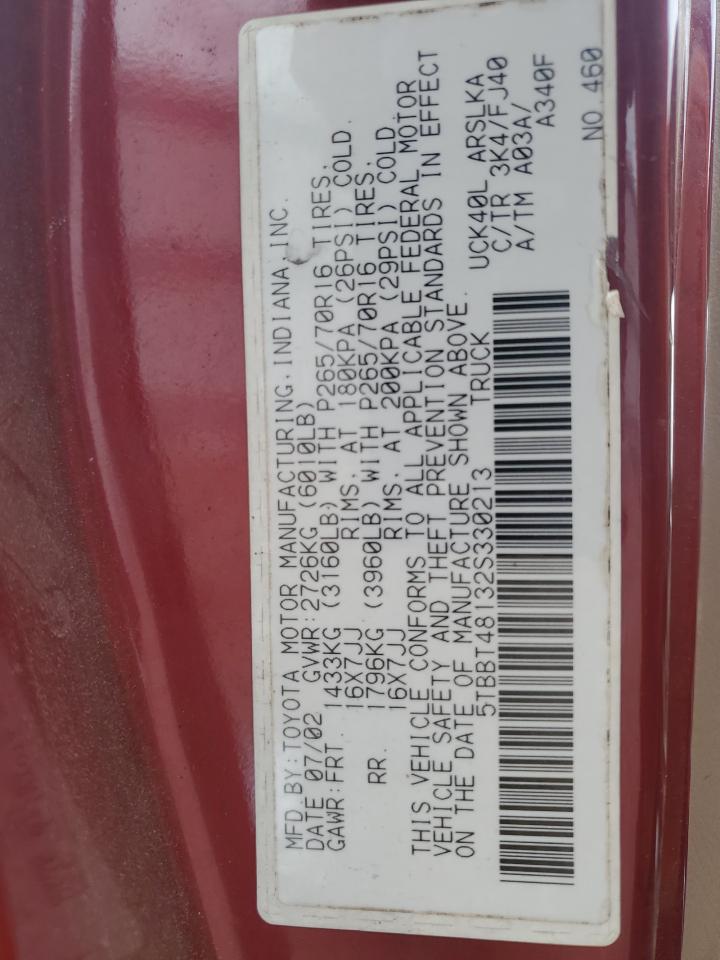 MFD BY:TOYOTA MOTOR MANUFACTURING.INDIANA,INC.
DATE 07/02 GVWR:2726KG (6010LB)
GAWR:FRT. 1433KG (3160LB) WITH P265/70R16 TIRES.
16X7JJ RIMS. AT 180KPA (26PSI) COLD.
RR. 1796KG (3960LB) WITH P265/70R16 TIRES.
16X7JJ RIMS. AT 200KPA (29PSI) COLD
THIS VEHICLE CONFORMS TO ALL APPLICABLE FEDERAL MOTOR
VEHICLE SAFETY AND THEFT PREVENTION STANDARDS IN EFFECT
ON THE DATE OF MANUFACTURE SHOWN ABOVE.
5TBBT48132S330213 TRUCK
UCK40L ARSLKA
C/TR 3K4/FJ40
A/TM A03A/
A340F
NO.460